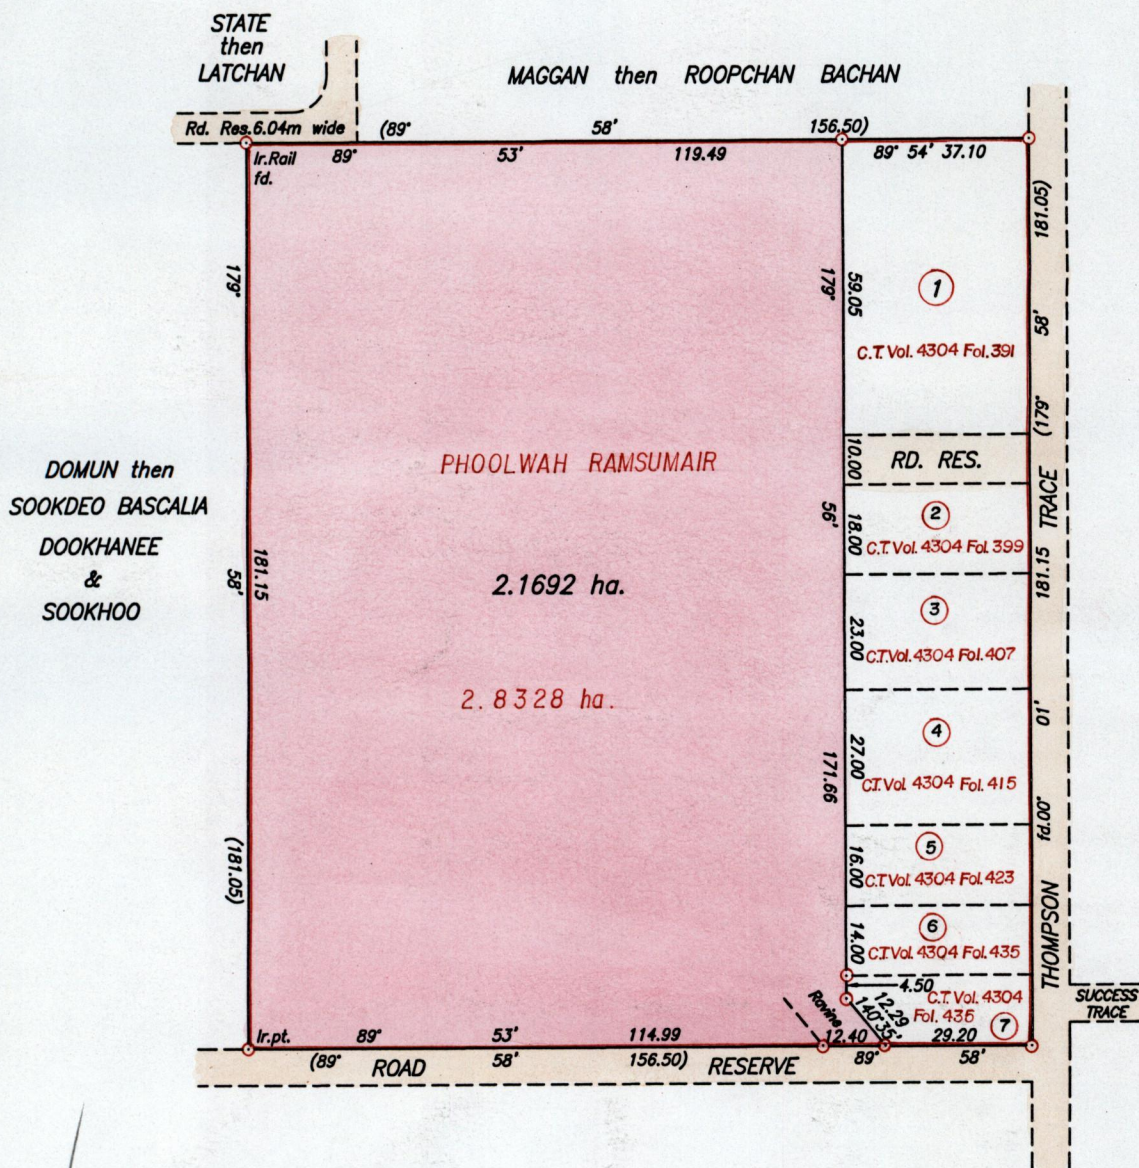 STATE
then
LATCHAN
MAGGAN then ROOPCHAN BACHAN
Rd. Res. 6.04m wide
(89° 58' 156.50)
Ir.Rail
fd.
89° 53' 119.49
89° 54' 37.10
179° 58' 181.15
(181.05)
179° 56' 171.66
59.05
10.00
18.00
23.00
27.00
16.00
14.00
1
C.T. Vol. 4304 Fol. 391
RD. RES.
2
C.T. Vol. 4304 Fol. 399
3
C.T. Vol. 4304 Fol. 407
4
C.T. Vol. 4304 Fol. 415
5
C.T. Vol. 4304 Fol. 423
6
C.T. Vol. 4304 Fol. 435
4.50
C.T. Vol. 4304
Fol. 436
7
12.29
140° 35'
Ravine
(179° 58' 181.05)
fd.00° 01' 181.15
THOMPSON TRACE
SUCCESS
TRACE
DOMUN then
SOOKDEO BASCALIA
DOOKHANEE
&
SOOKHOO
PHOOLWAH RAMSUMAIR
2.1692 ha.
2.8328 ha.
Ir.pt.
89° 53' 114.99
12.40
29.20
(89° 58' 156.50)
89° 58'
ROAD RESERVE